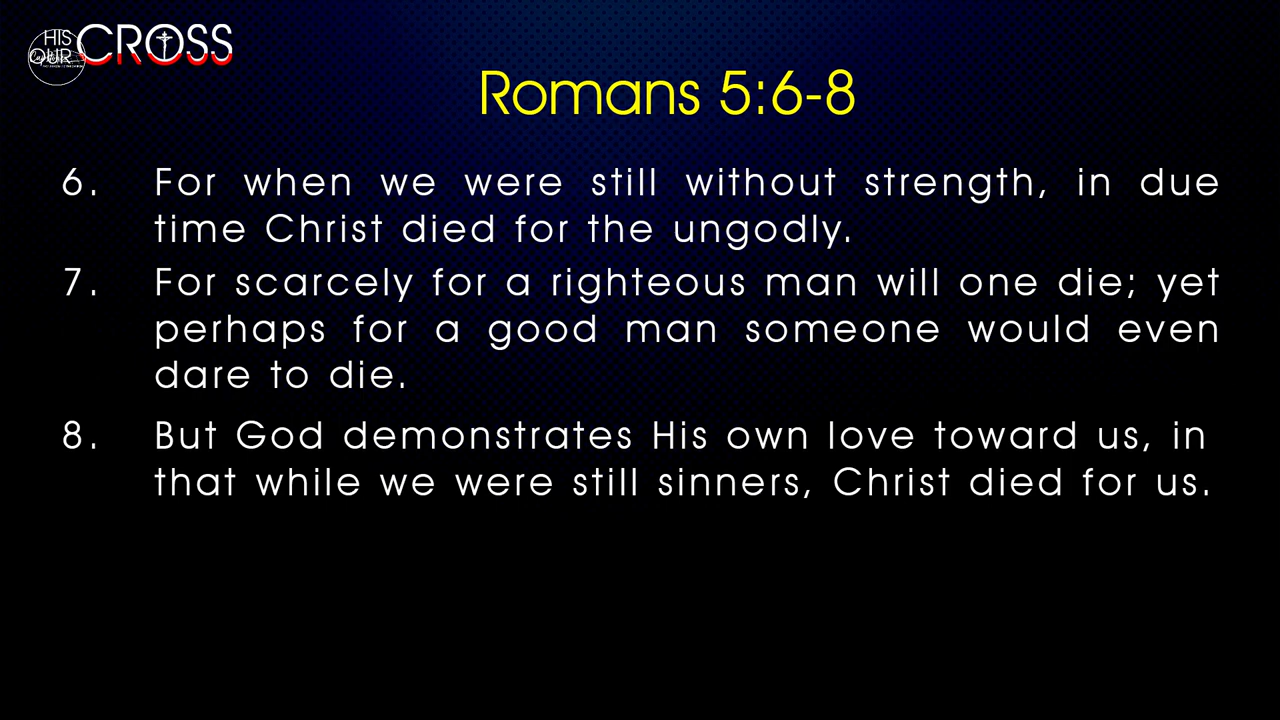 HIS
OUR
CROSS
Romans 5:6-8
6. For when we were still without strength, in due
time Christ died for the ungodly.
7. For scarcely for a righteous man will one die; yet
perhaps for a good man someone would even
dare to die.
8. But God demonstrates His own love toward us, in
that while we were still sinners, Christ died for us.